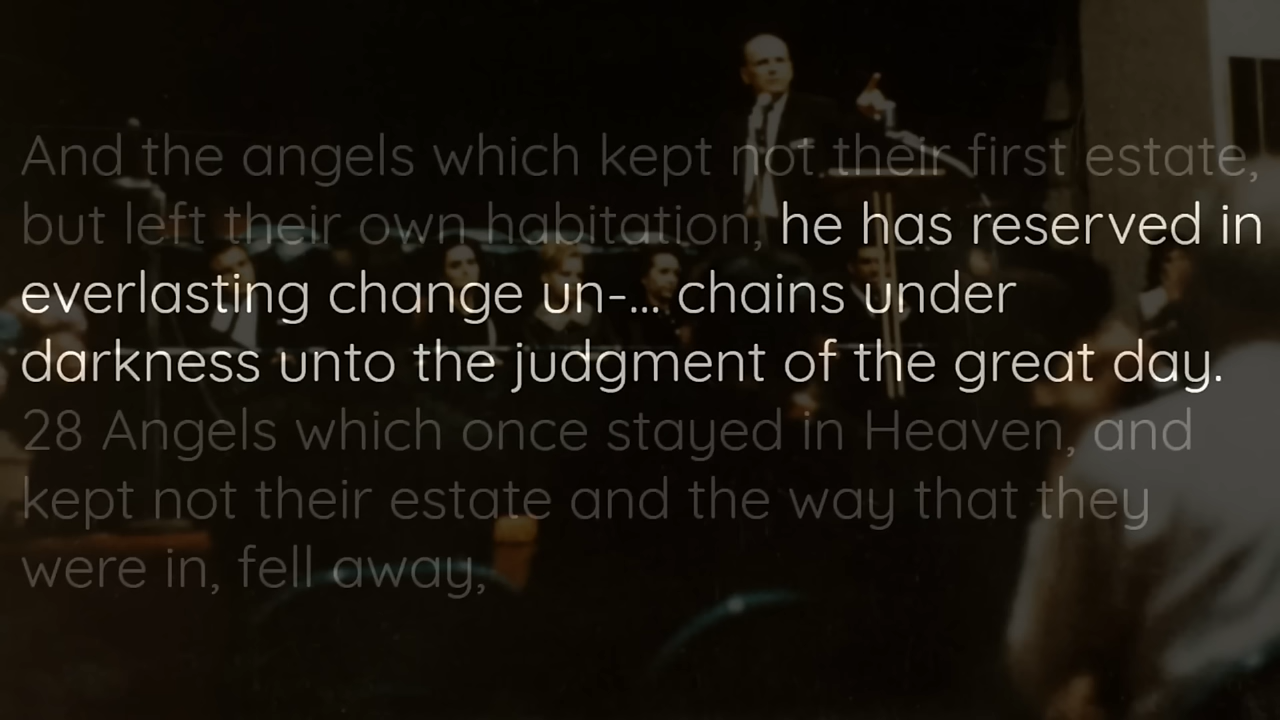 And the angels which kept not their first estate,
but left their own habitation, he has reserved in
everlasting change un-... chains under
darkness unto the judgment of the great day.
28 Angels which once stayed in Heaven, and
kept not their estate and the way that they
were in, fell away,